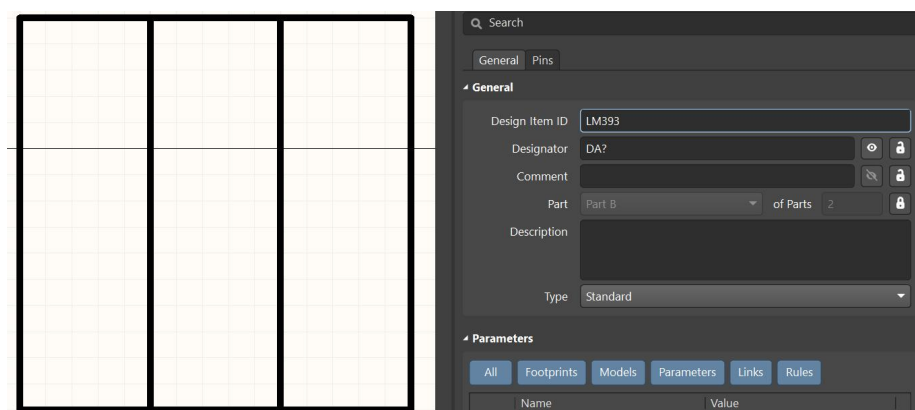 Search
General Pins
General
Design Item ID LM393
Designator DA?
Comment
Part Part B of Parts 2
Description
Type Standard
Parameters
All Footprints Models Parameters Links Rules
Name Value